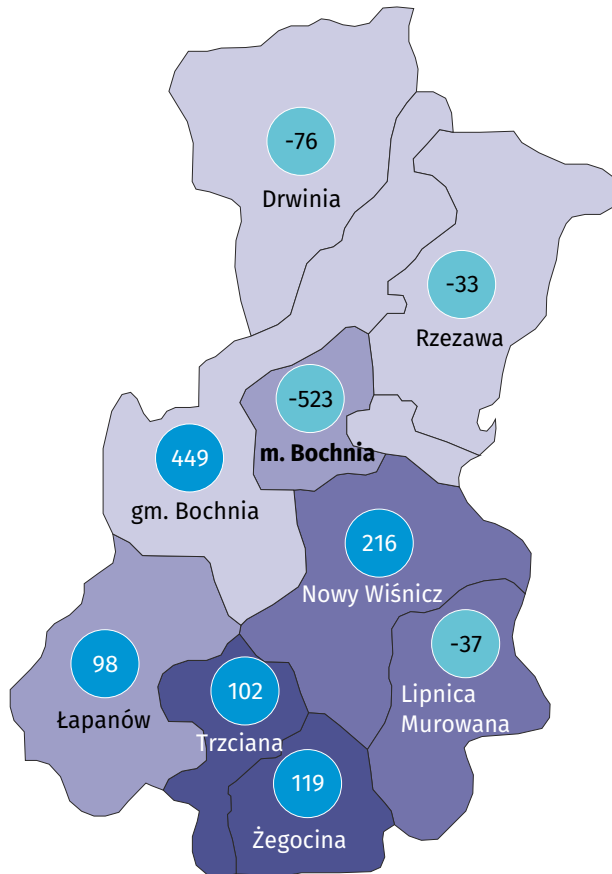 -76
Drwinia
-33
Rzezawa
-523
m. Bochnia
449
gm. Bochnia
216
Nowy Wiśnicz
-37
Lipnica
Murowana
98
Łapanów
102
Trzciana
119
Żegocina